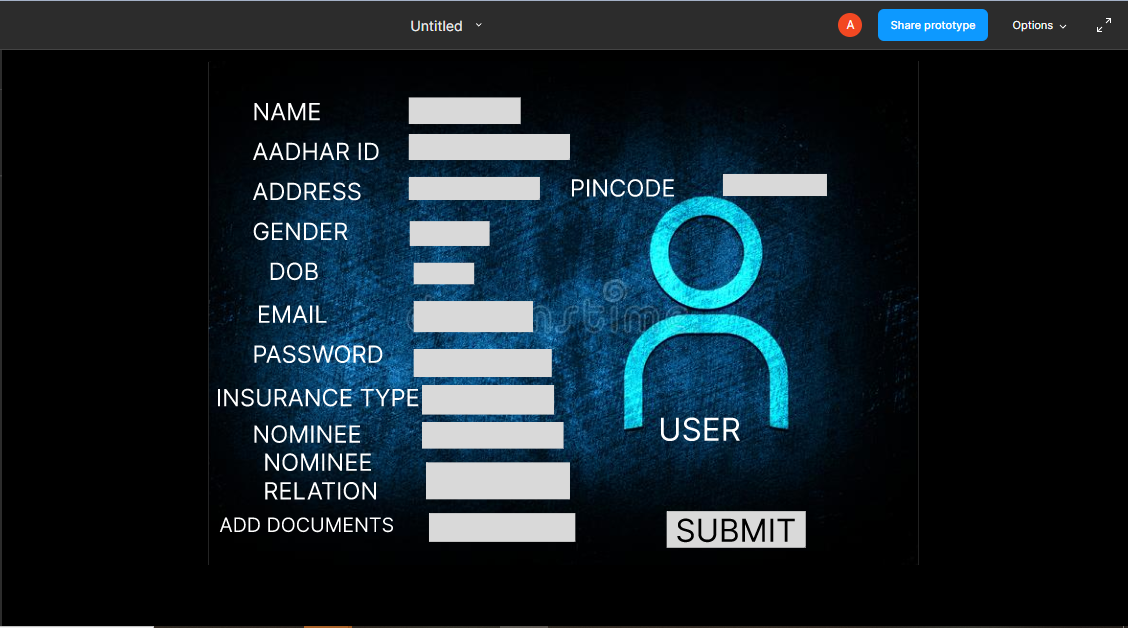 Untitled
A
Share prototype
Options
NAME
AADHAR ID
ADDRESS
PINCODE
GENDER
DOB
EMAIL
PASSWORD
INSURANCE TYPE
NOMINEE
NOMINEE
RELATION
ADD DOCUMENTS
USER
SUBMIT